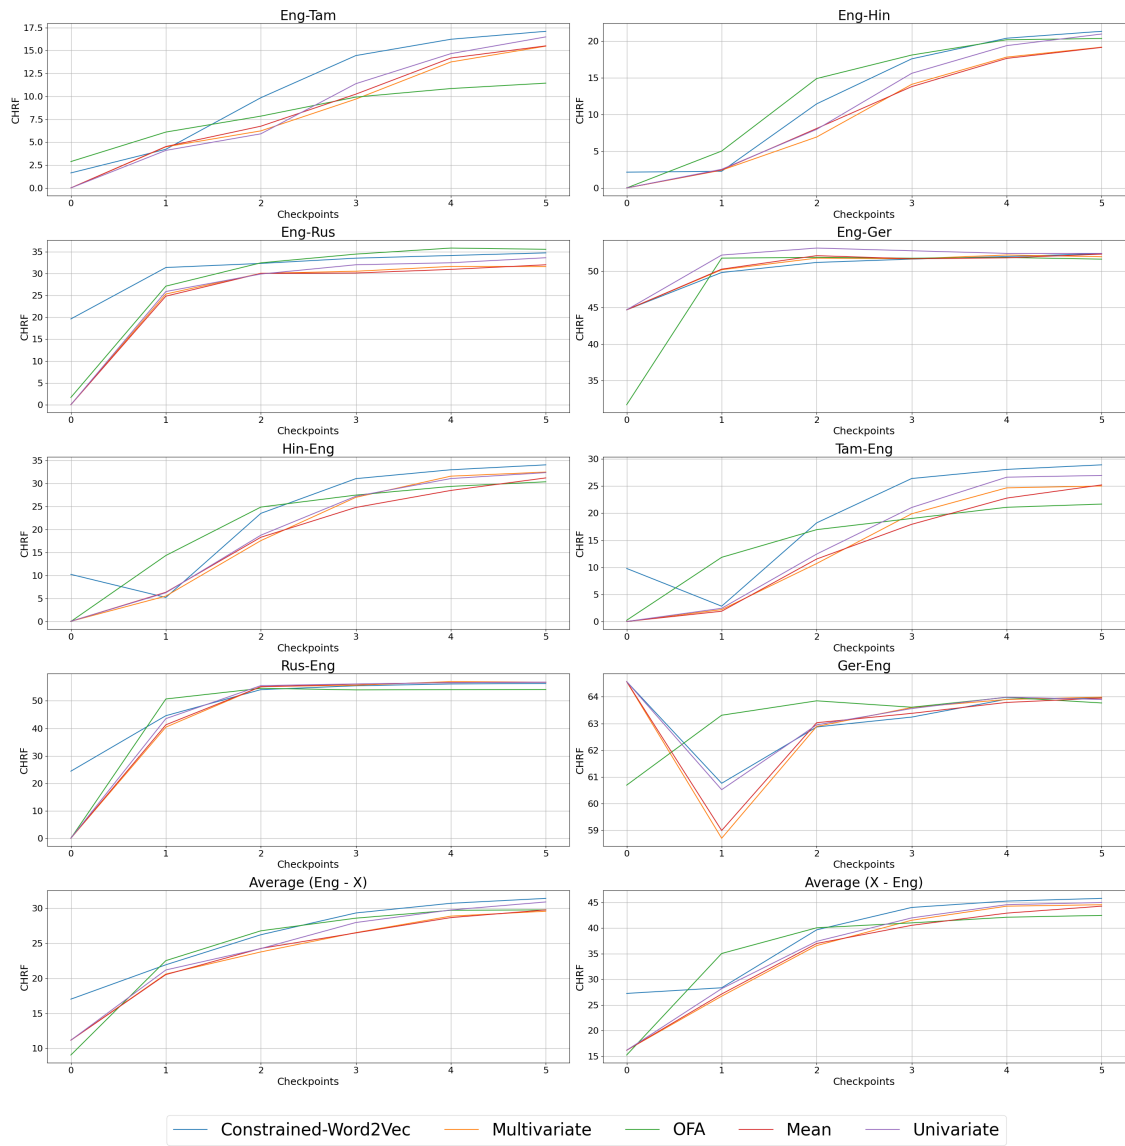 Eng-Tam
CHRF
17.5
15.0
12.5
10.0
7.5
5.0
2.5
0.0
0 1 2 3 4 5
Checkpoints
Eng-Hin
CHRF
20
15
10
5
0
0 1 2 3 4 5
Checkpoints
Eng-Rus
CHRF
35
30
25
20
15
10
5
0
0 1 2 3 4 5
Checkpoints
Eng-Ger
CHRF
50
45
40
35
0 1 2 3 4 5
Checkpoints
Hin-Eng
CHRF
35
30
25
20
15
10
5
0
0 1 2 3 4 5
Checkpoints
Tam-Eng
CHRF
30
25
20
15
10
5
0
0 1 2 3 4 5
Checkpoints
Rus-Eng
CHRF
50
40
30
20
10
0
0 1 2 3 4 5
Checkpoints
Ger-Eng
CHRF
64
63
62
61
60
59
0 1 2 3 4 5
Checkpoints
Average (Eng - X)
CHRF
30
25
20
15
10
0 1 2 3 4 5
Checkpoints
Average (X - Eng)
CHRF
45
40
35
30
25
20
15
0 1 2 3 4 5
Checkpoints
Constrained-Word2Vec Multivariate OFA Mean Univariate